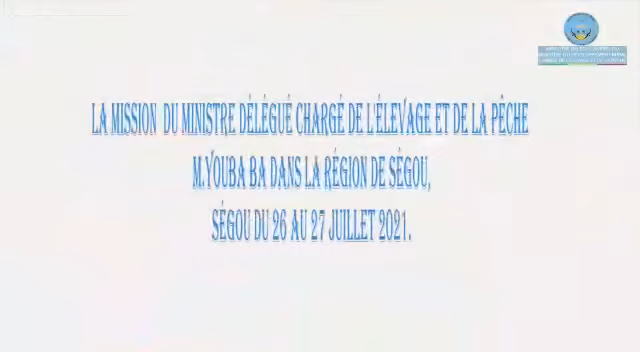 LA MISSION DU MINISTRE DÉLÉGUÉ CHARGÉ DE L'ÉLEVAGE ET DE LA PÊCHE
M.YOUBA BA DANS LA RÉGION DE SÉGOU,
SÉGOU DU 26 AU 27 JUILLET 2021.